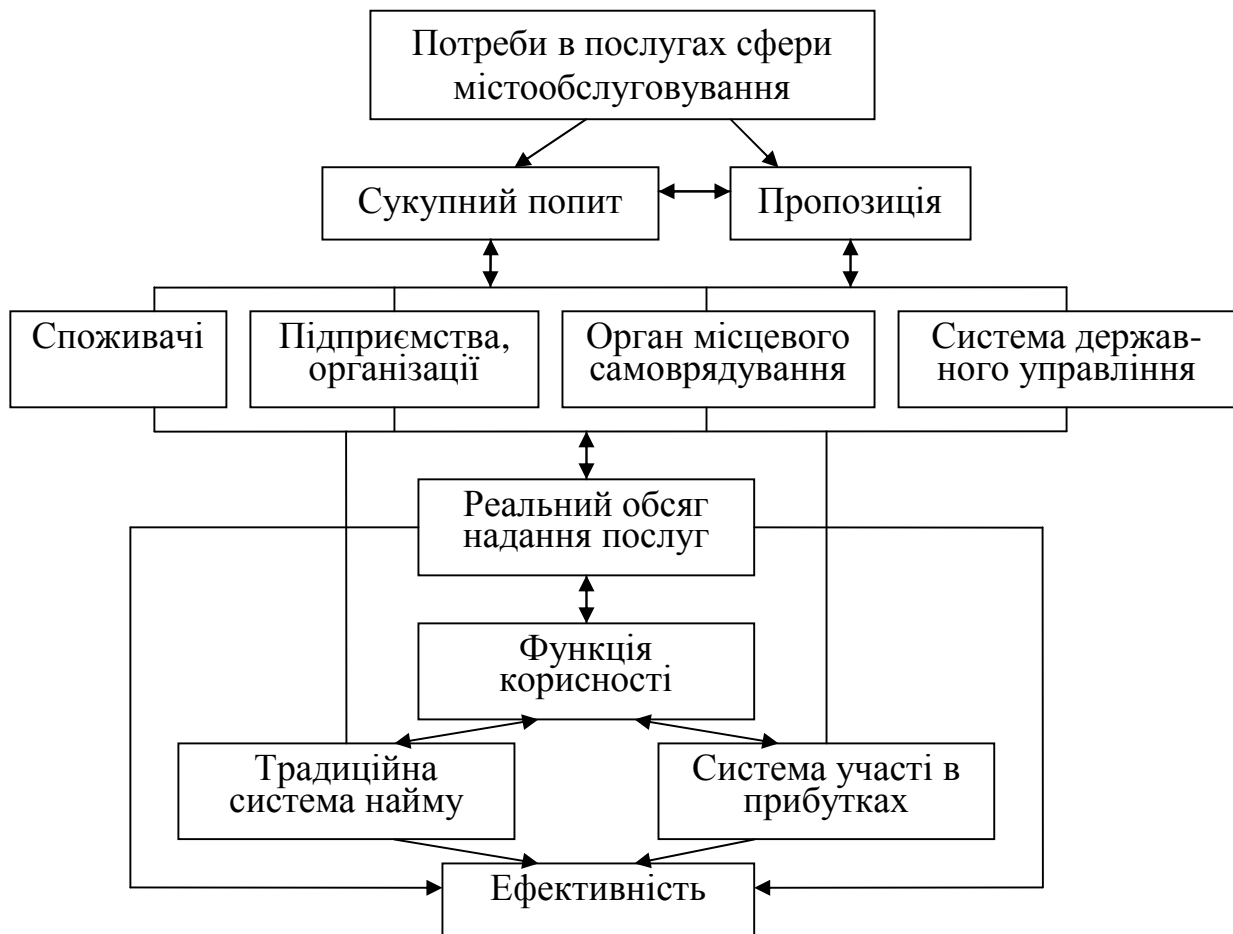 Потреби в послугах сфери
містообслуговування
Сукупний попит
Пропозиція
Споживачі
Підприємства,
організації
Орган місцевого
самоврядування
Система держав-
ного управління
Реальний обсяг
надання послуг
Функція
корисності
Традиційна
система найму
Система участі в
прибутках
Ефективність